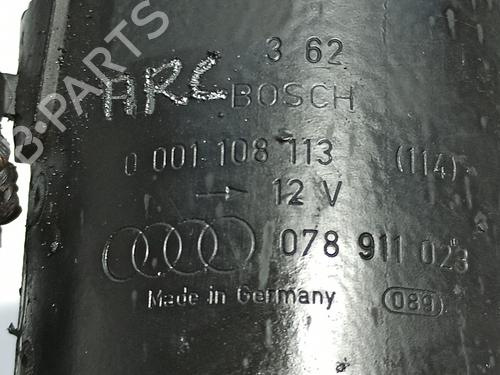 B-PARTS
3 62
ARC BOSCH
0 001 108 113 (114)
→ 12 V
078 911 023
Made in Germany 089